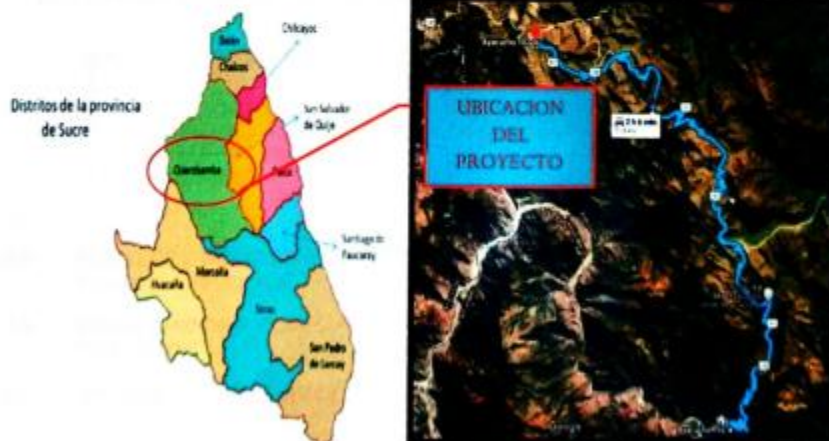 Distritos de la provincia
de Sucre
Belén
Chalcos
Chilcayoc
San Salvador
de Quije
Paico
Santiago de
Paucaray
Morcolla
Huacaña
Soras
San Pedro
de Larcay
UBICACION
DEL
PROYECTO
Google